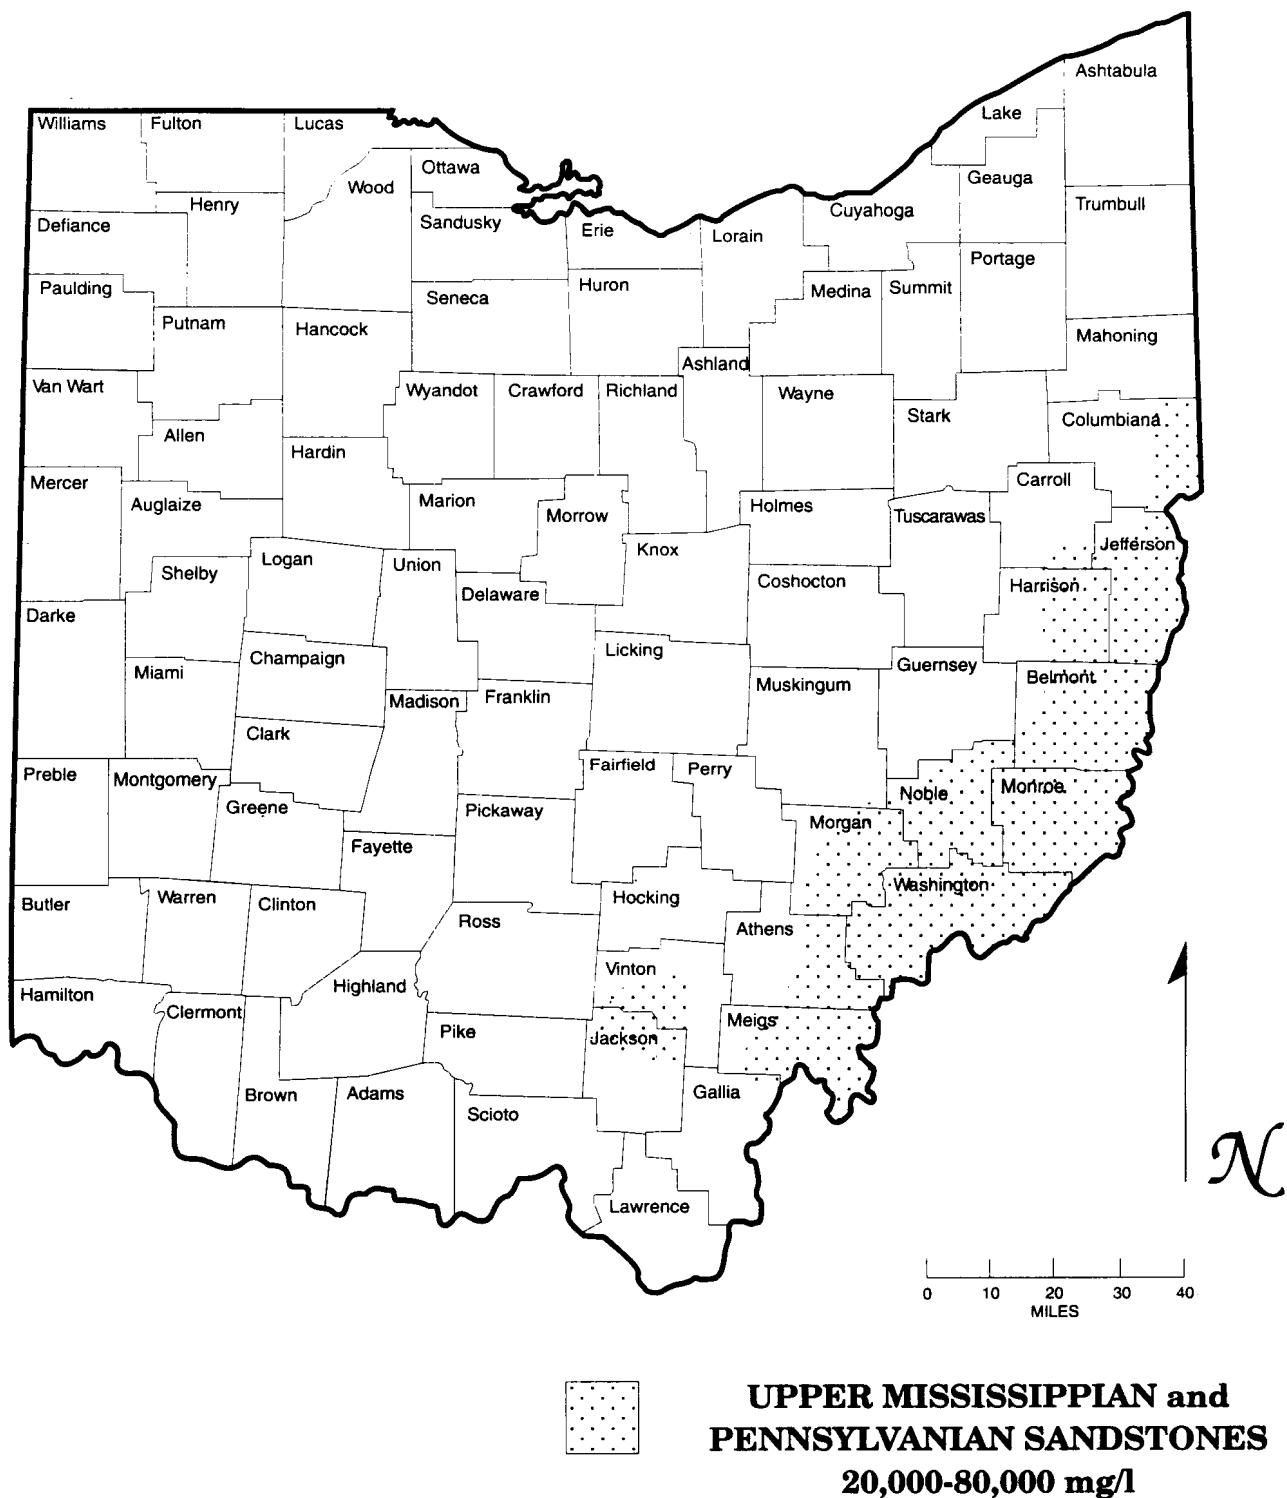 Ashtabula
Lake
Williams
Fulton
Lucas
Ottawa
Geauga
Wood
Henry
Trumbull
Cuyahoga
Defiance
Sandusky
Erie
Lorain
Portage
Paulding
Seneca
Huron
Medina
Summit
Putnam
Hancock
Mahoning
Ashland
Van Wart
Wyandot
Crawford
Richland
Wayne
Stark
Columbiana
Allen
Hardin
Mercer
Carroll
Auglaize
Marion
Morrow
Holmes
Tuscarawas
Jefferson
Knox
Logan
Union
Shelby
Coshocton
Harrison
Delaware
Darke
Licking
Champaign
Guernsey
Miami
Belmont
Madison
Franklin
Muskingum
Clark
Preble
Montgomery
Fairfield
Perry
Greene
Noble
Monroe
Pickaway
Morgan
Fayette
Washington
Butler
Warren
Clinton
Hocking
Ross
Athens
Vinton
Hamilton
Highland
Clermont
Meigs
Pike
Jackson
Brown
Adams
Gallia
Scioto
Lawrence
N
0 10 20 30 40
MILES
UPPER MISSISSIPPIAN and
PENNSYLVANIAN SANDSTONES
20,000-80,000 mg/l